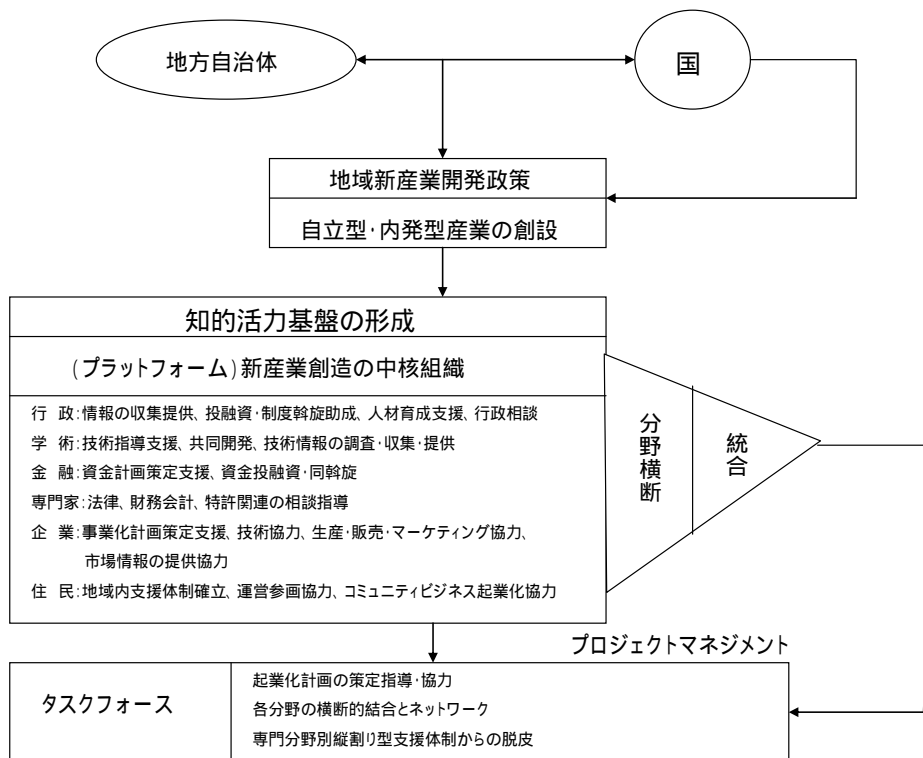 地方自治体
国
地域新産業開発政策
自立型･内発型産業の創設
知的活力基盤の形成
(プラットフォーム)新産業創造の中核組織
行 政:情報の収集提供、投融資･制度斡旋助成、人材育成支援、行政相談
学 術:技術指導支援、共同開発、技術情報の調査･収集･提供
金 融:資金計画策定支援、資金投融資･同斡旋
専門家:法律、財務会計、特許関連の相談指導
企 業:事業化計画策定支援、技術協力、生産･販売･マーケティング協力、
市場情報の提供協力
住 民:地域内支援体制確立、運営参画協力、コミュニティビジネス起業化協力
分野横断
統合
プロジェクトマネジメント
タスクフォース
起業化計画の策定指導･協力
各分野の横断的結合とネットワーク
専門分野別縦割り型支援体制からの脱皮